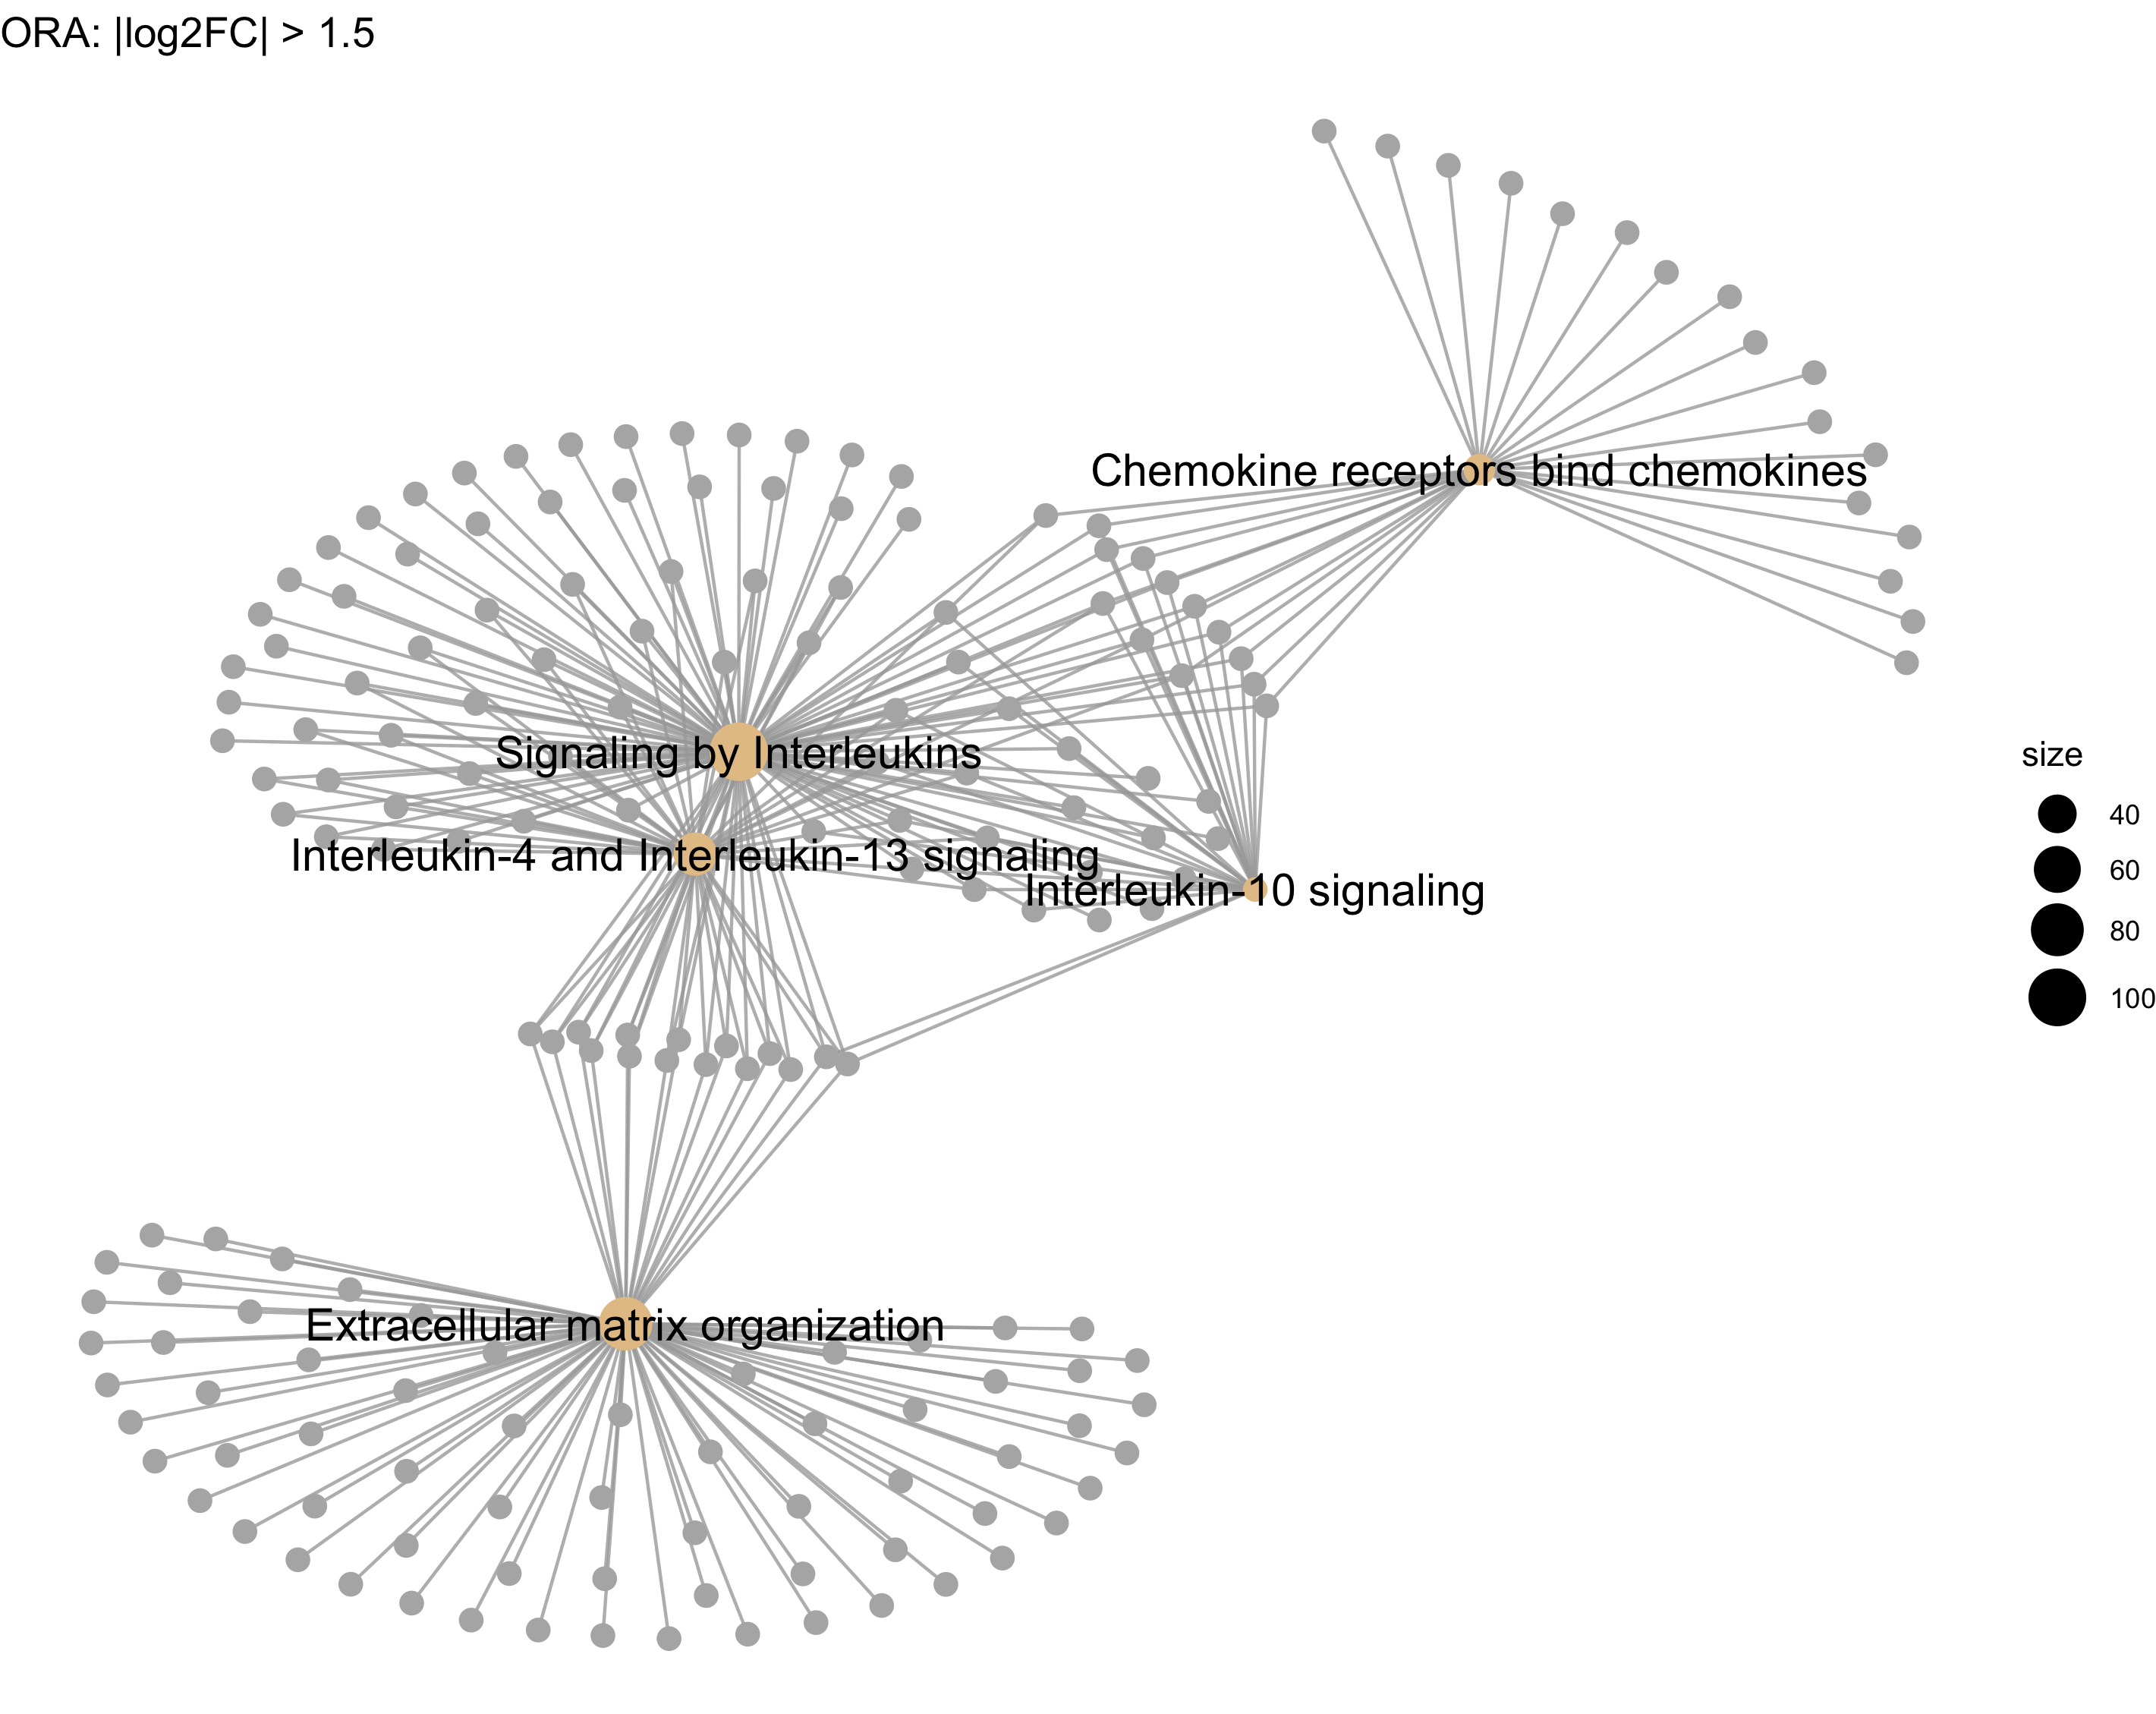 ORA: |log2FC| > 1.5
Chemokine receptors bind chemokines
Signaling by Interleukins
Interleukin-4 and Interleukin-13 signaling
Interleukin-10 signaling
Extracellular matrix organization
size
40
60
80
100